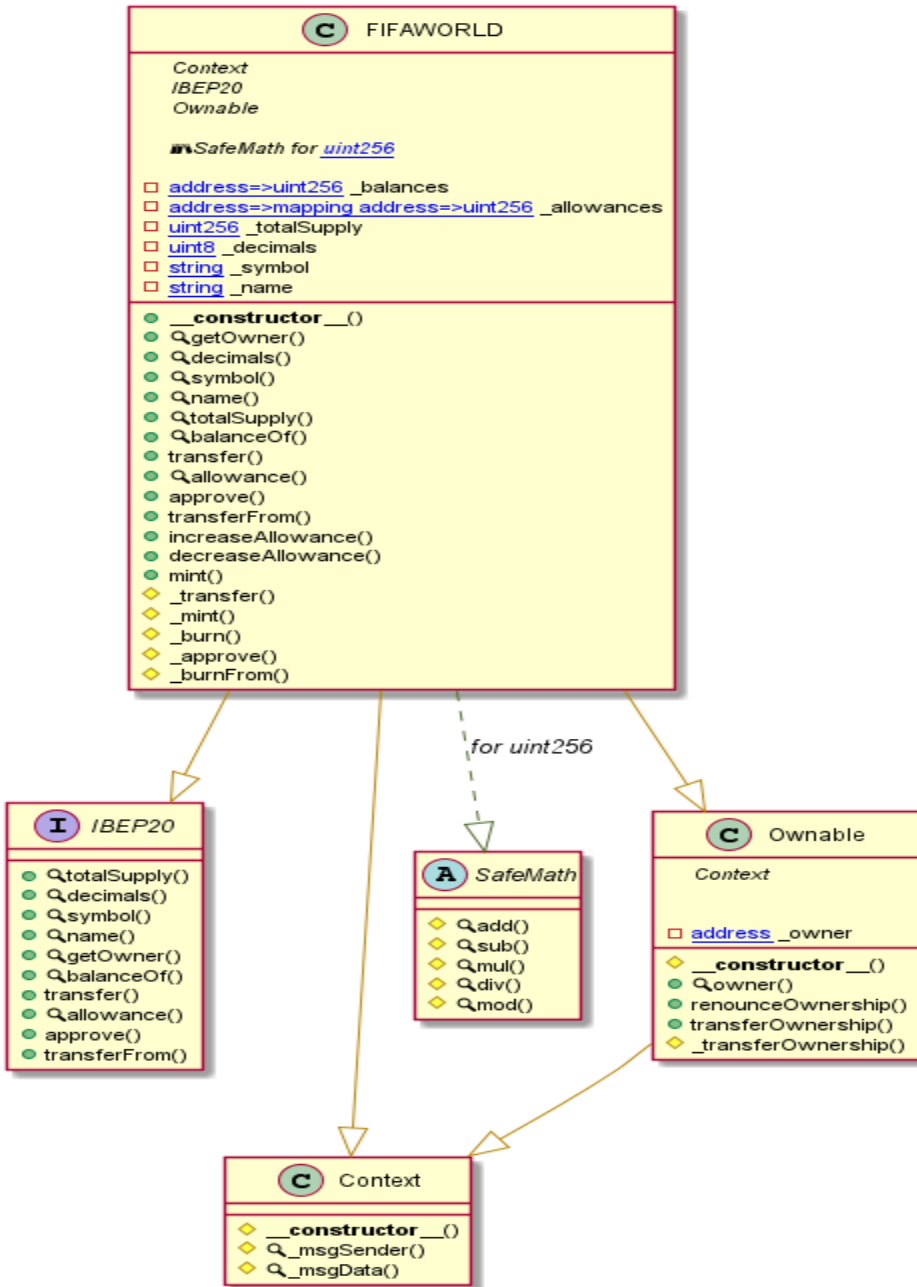 C FIFAWORLD
Context
IBEP20
Ownable
SafeMath for uint256
address=>uint256 _balances
address=>mapping address=>uint256 _allowances
uint256 _totalSupply
uint8 _decimals
string _symbol
string _name
__constructor__()
getOwner()
decimals()
symbol()
name()
totalSupply()
balanceOf()
transfer()
allowance()
approve()
transferFrom()
increaseAllowance()
decreaseAllowance()
mint()
_transfer()
_mint()
_burn()
_approve()
_burnFrom()
for uint256
I IBEP20
totalSupply()
decimals()
symbol()
name()
getOwner()
balanceOf()
transfer()
allowance()
approve()
transferFrom()
A SafeMath
add()
sub()
mul()
div()
mod()
C Ownable
Context
address _owner
__constructor__()
owner()
renounceOwnership()
transferOwnership()
_transferOwnership()
C Context
__constructor__()
_msgSender()
_msgData()